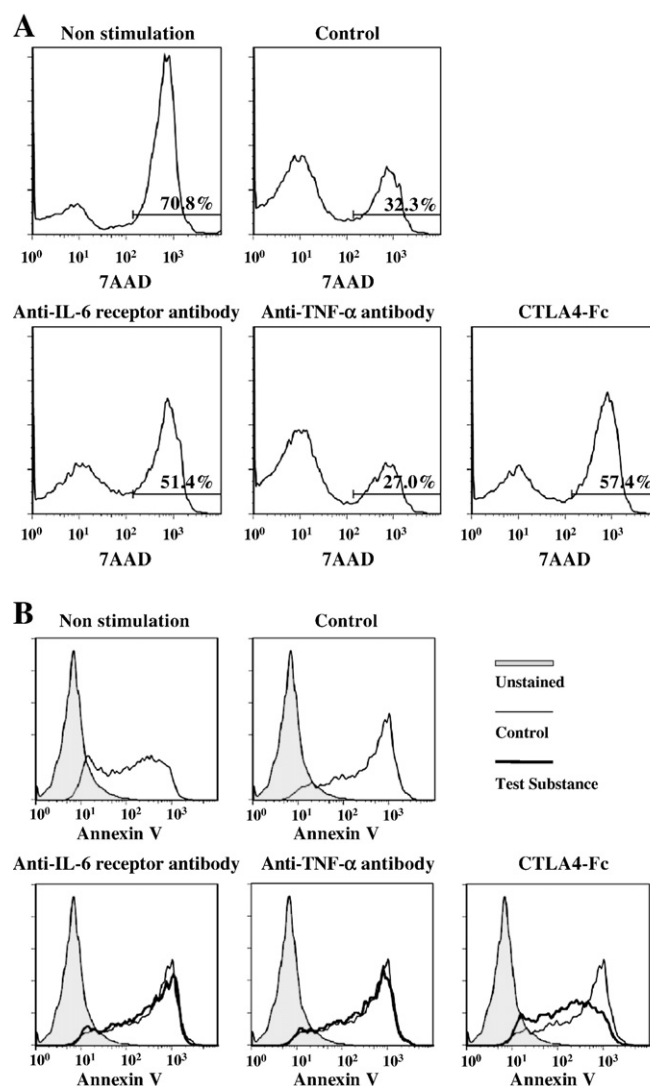 A
Non stimulation Control
70.8% 32.3%
10⁰ 10¹ 10² 10³ 10⁰ 10¹ 10² 10³
7AAD 7AAD
Anti-IL-6 receptor antibody Anti-TNF-α antibody CTLA4-Fc
51.4% 27.0% 57.4%
10⁰ 10¹ 10² 10³ 10⁰ 10¹ 10² 10³ 10⁰ 10¹ 10² 10³
7AAD 7AAD 7AAD
B
Non stimulation Control
Unstained
Control
Test Substance
10⁰ 10¹ 10² 10³ 10⁰ 10¹ 10² 10³
Annexin V Annexin V
Anti-IL-6 receptor antibody Anti-TNF-α antibody CTLA4-Fc
10⁰ 10¹ 10² 10³ 10⁰ 10¹ 10² 10³ 10⁰ 10¹ 10² 10³
Annexin V Annexin V Annexin V